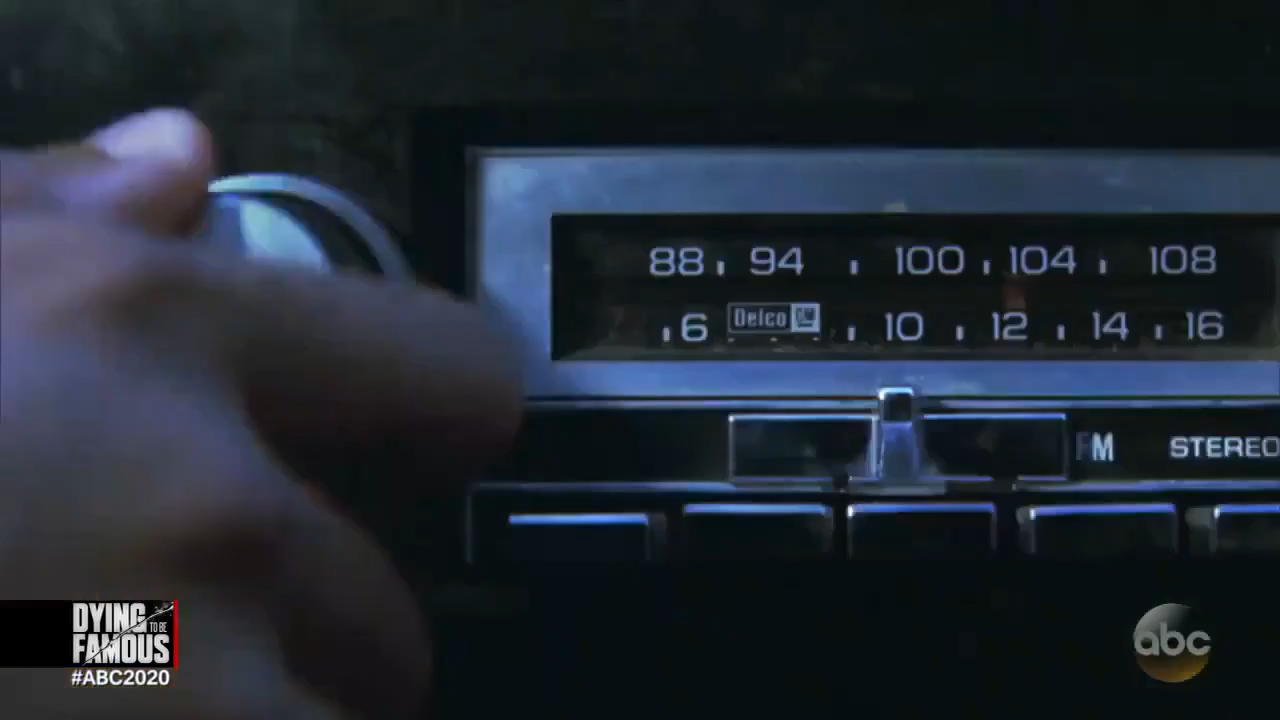 88 94 100 104 108
6 Delco GM 10 12 14 16
FM STEREO
DYING
TO BE
FAMOUS
#ABC2020
abc